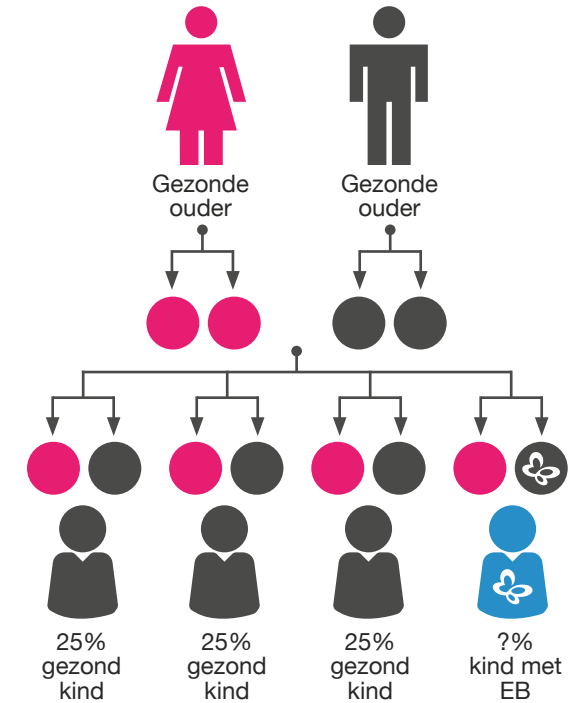 Gezonde
ouder
Gezonde
ouder
25%
gezond
kind
25%
gezond
kind
25%
gezond
kind
?%
kind met
EB